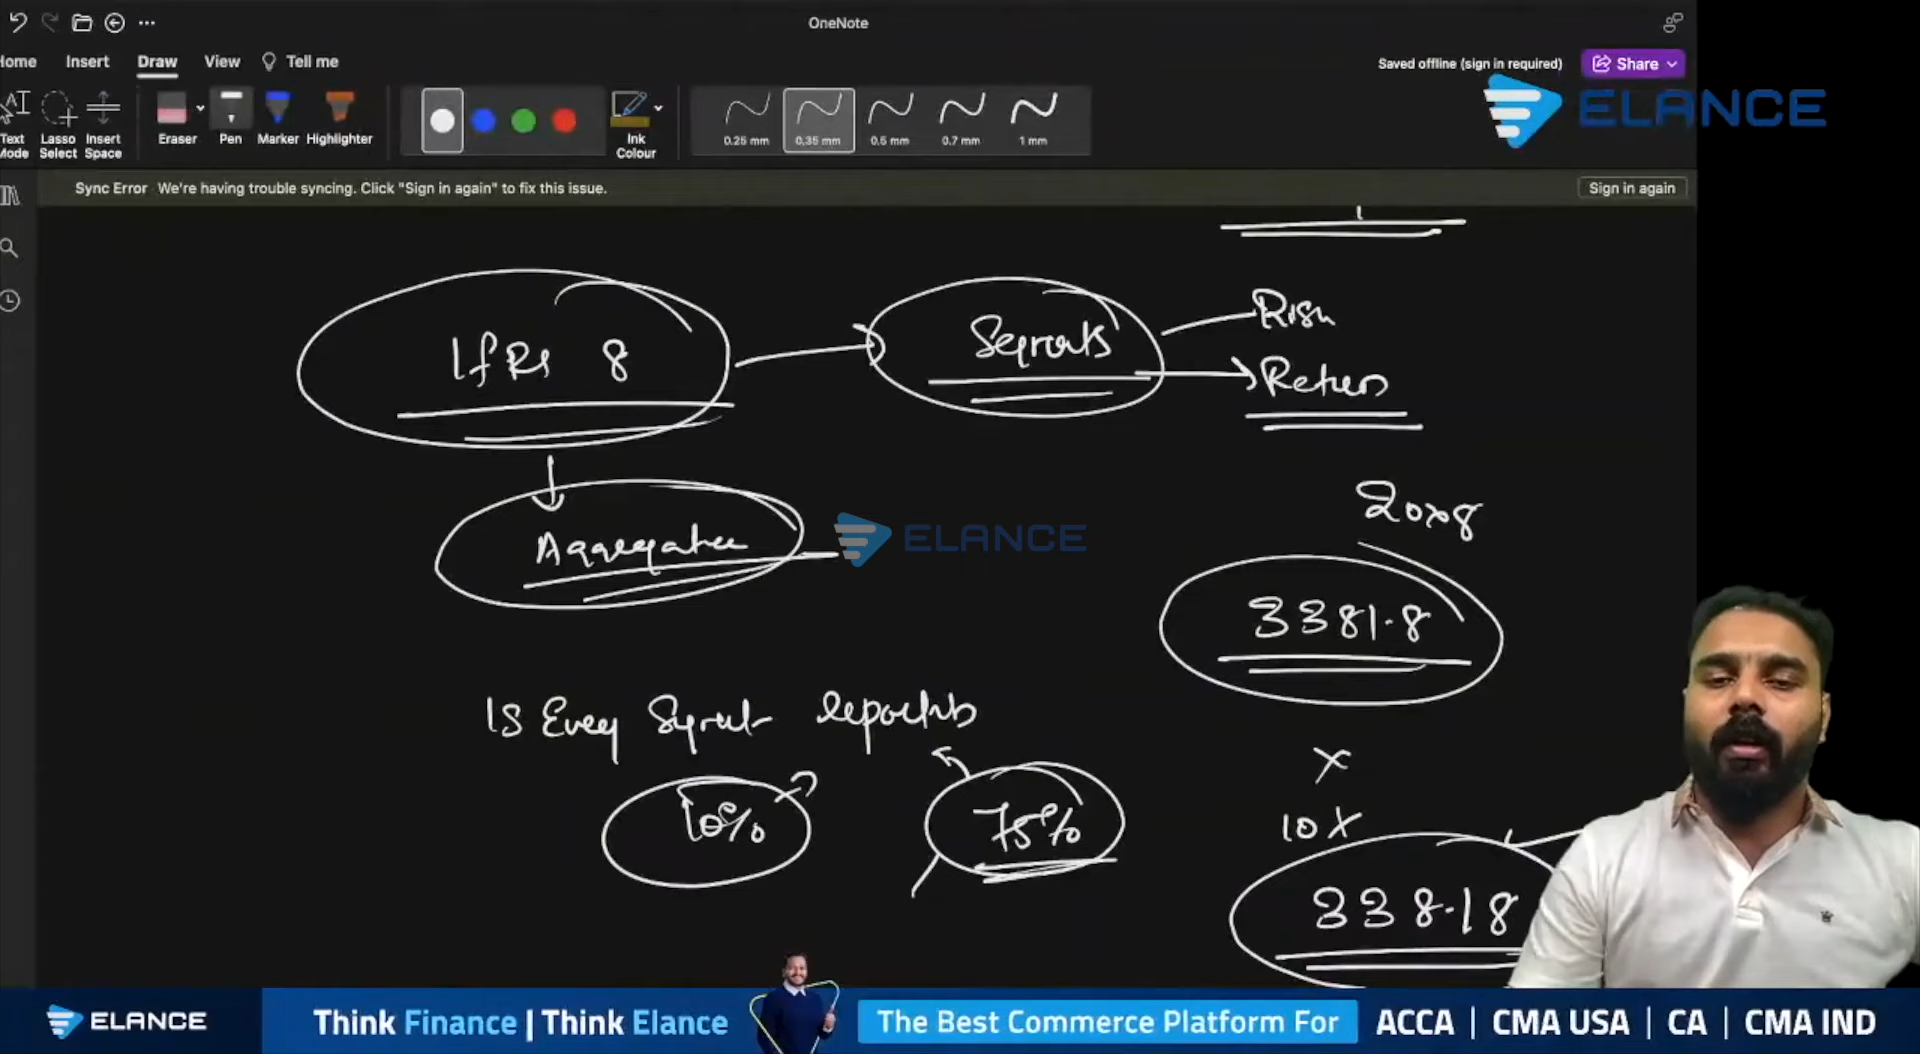 OneNote
Home Insert Draw View Tell me
Saved offline (sign in required) Share
Text Mode
Lasso Select
Insert Space
Eraser
Pen
Marker
Highlighter
Ink Colour
0.25 mm
0.35 mm
0.5 mm
0.7 mm
1 mm
ELANCE
Sync Error We're having trouble syncing. Click "Sign in again" to fix this issue.
Sign in again
IfRs 8
Risk
Return
Aggregation
ELANCE
20x8
3381.8
Is Every
10%
75%
X
10 X
338.18
ELANCE
Think Finance | Think Elance
The Best Commerce Platform For
ACCA | CMA USA | CA | CMA IND